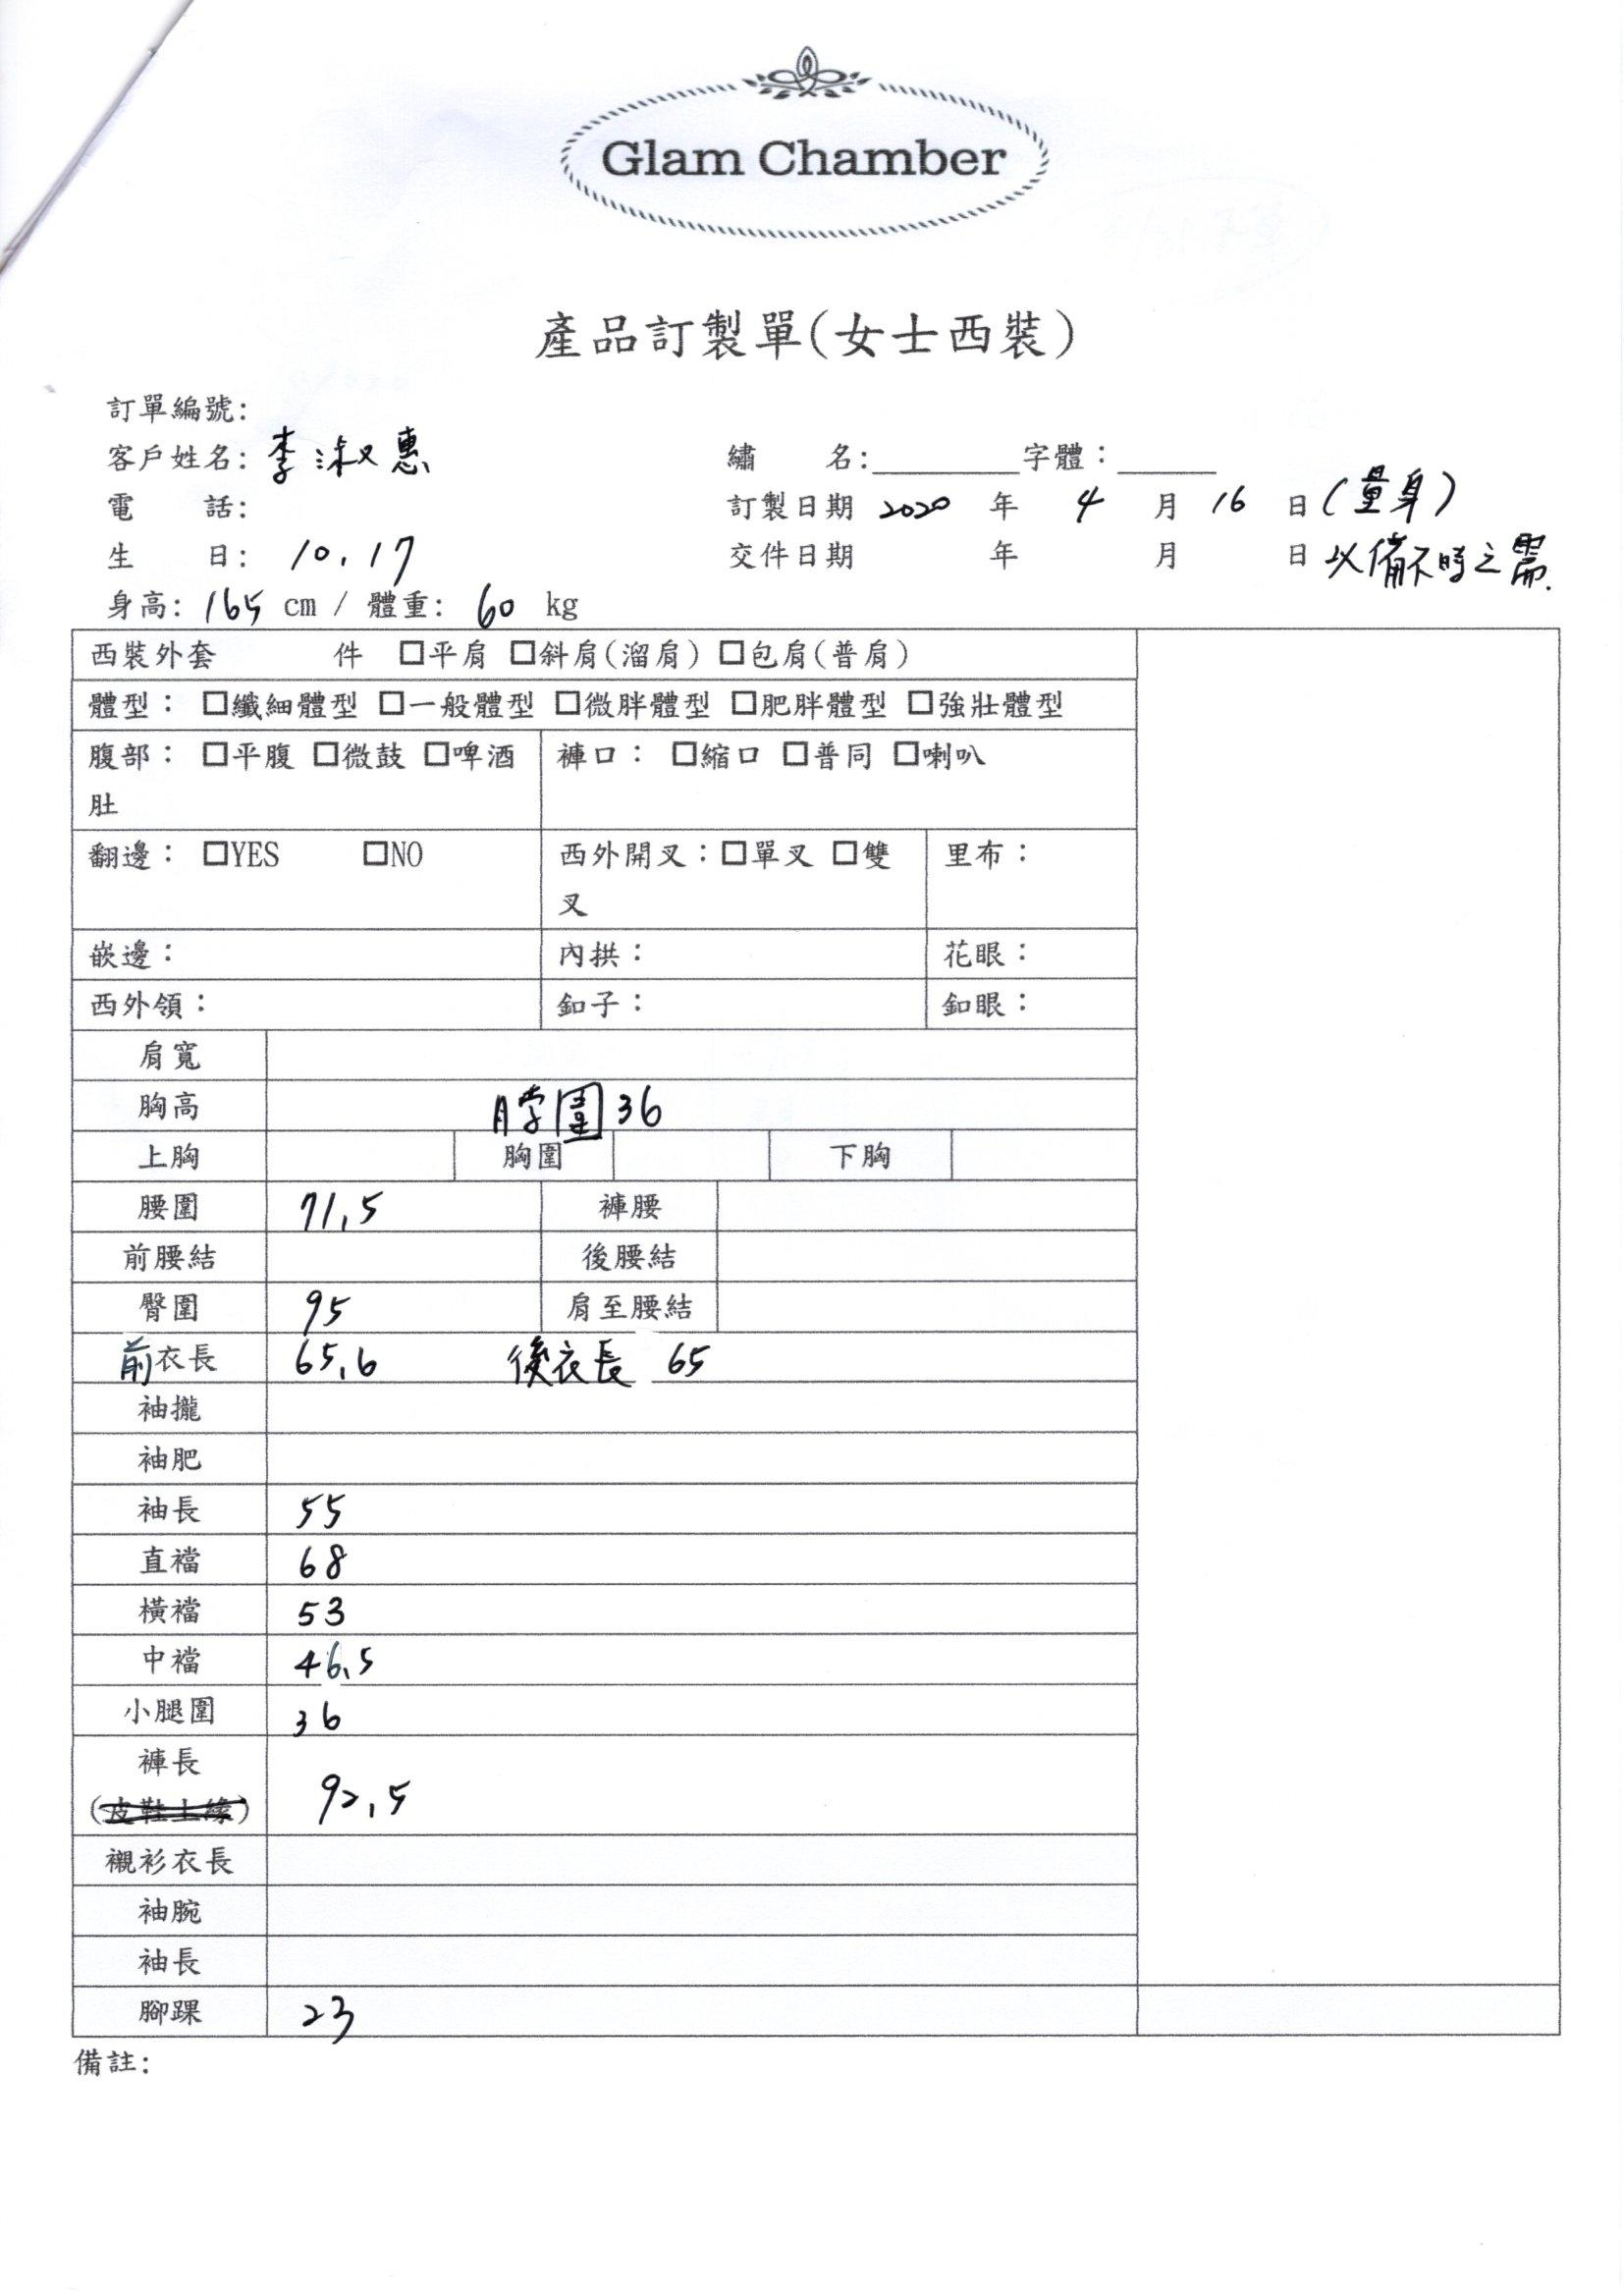 Glam Chamber
產品訂製單(女士西裝)
訂單編號:
客戶姓名: 李淑惠 繡 名:________字體：______
電 話: 訂製日期 2020 年 4 月 16 日(量身)
生 日: 10.17 交件日期 年 月 日 以備不時之需.
身高: 165 cm / 體重: 60 kg
西裝外套 件 □平肩 □斜肩(溜肩) □包肩(普肩)
體型： □纖細體型 □一般體型 □微胖體型 □肥胖體型 □強壯體型
腹部： □平腹 □微鼓 □啤酒肚 褲口： □縮口 □普同 □喇叭
翻邊： □YES □NO 西外開叉：□單叉 □雙叉 里布：
嵌邊： 內拱： 花眼：
西外領： 釦子： 釦眼：
肩寬
胸高
脖圍 36
上胸 胸圍 下胸
腰圍 71.5 褲腰
前腰結 後腰結
臀圍 95 肩至腰結
前衣長 65.6 後衣長 65
袖攏
袖肥
袖長 55
直襠 68
橫襠 53
中襠 46.5
小腿圍 36
褲長 92.5
(皮鞋上緣)
襯衫衣長
袖腕
袖長
腳踝 23
備註: